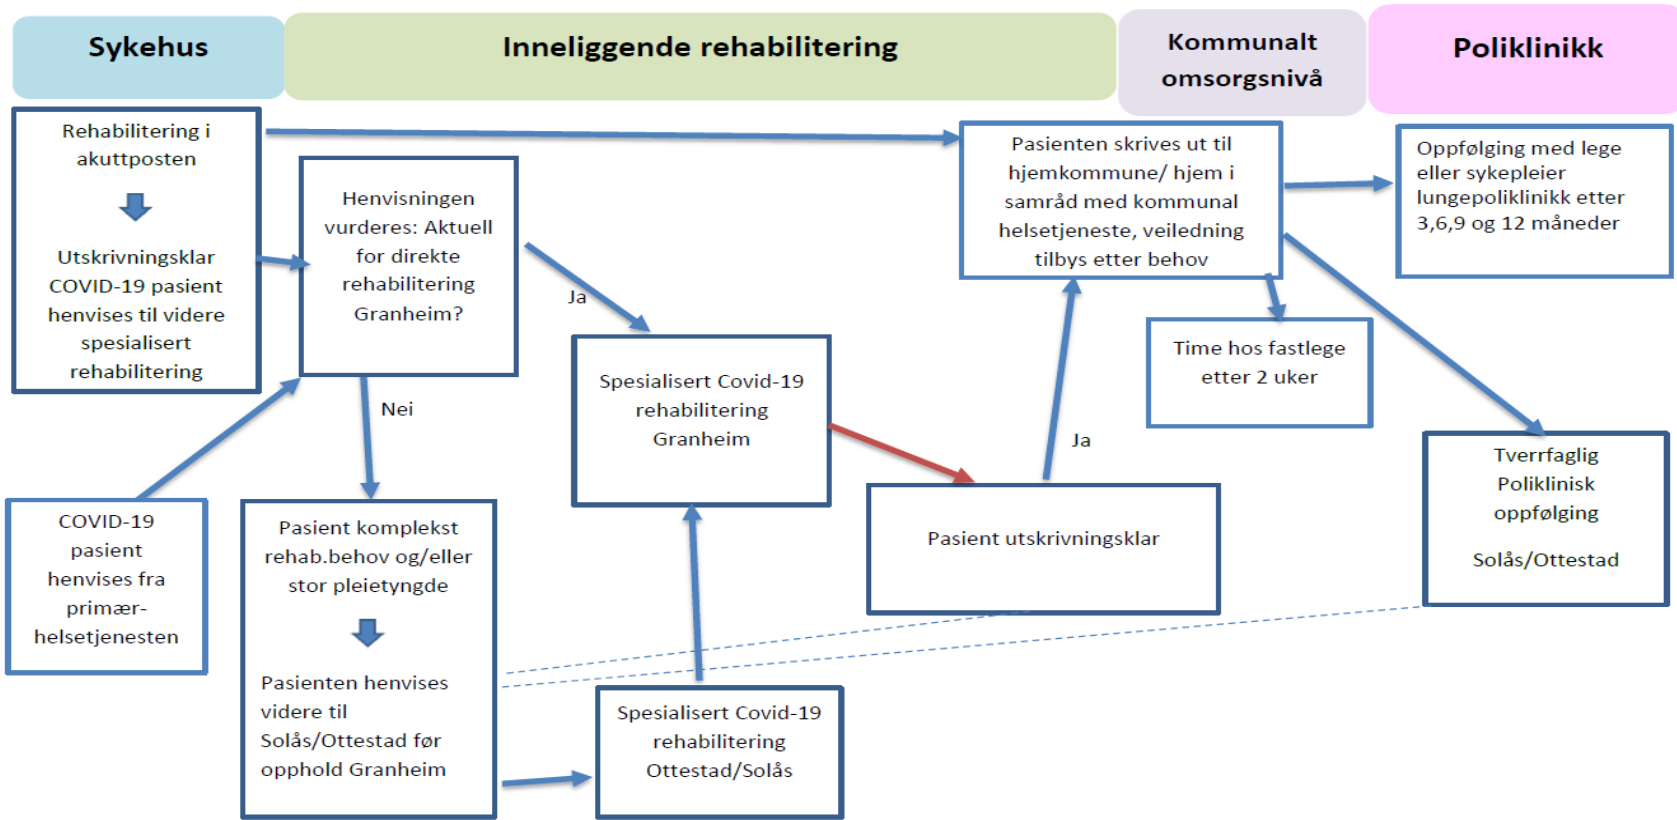 Sykehus
Inneliggende rehabilitering
Kommunalt
omsorgsnivå
Poliklinikk
Rehabilitering i
akuttposten
Utskrivningsklar
COVID-19 pasient
henvises til videre
spesialisert
rehabilitering
Henvisningen
vurderes: Aktuell
for direkte
rehabilitering
Granheim?
Ja
Nei
COVID-19
pasient
henvises fra
primær-
helsetjenesten
Pasient komplekst
rehab.behov og/eller
stor pleietyngde
Pasienten henvises
videre til
Solås/Ottestad før
opphold Granheim
Spesialisert Covid-19
rehabilitering
Granheim
Spesialisert Covid-19
rehabilitering
Ottestad/Solås
Pasient utskrivningsklar
Ja
Pasienten skrives ut til
hjemkommune/ hjem i
samråd med kommunal
helsetjeneste, veiledning
tilbys etter behov
Time hos fastlege
etter 2 uker
Oppfølging med lege
eller sykepleier
lungepoliklinikk etter
3,6,9 og 12 måneder
Tverrfaglig
Poliklinisk
oppfølging
Solås/Ottestad